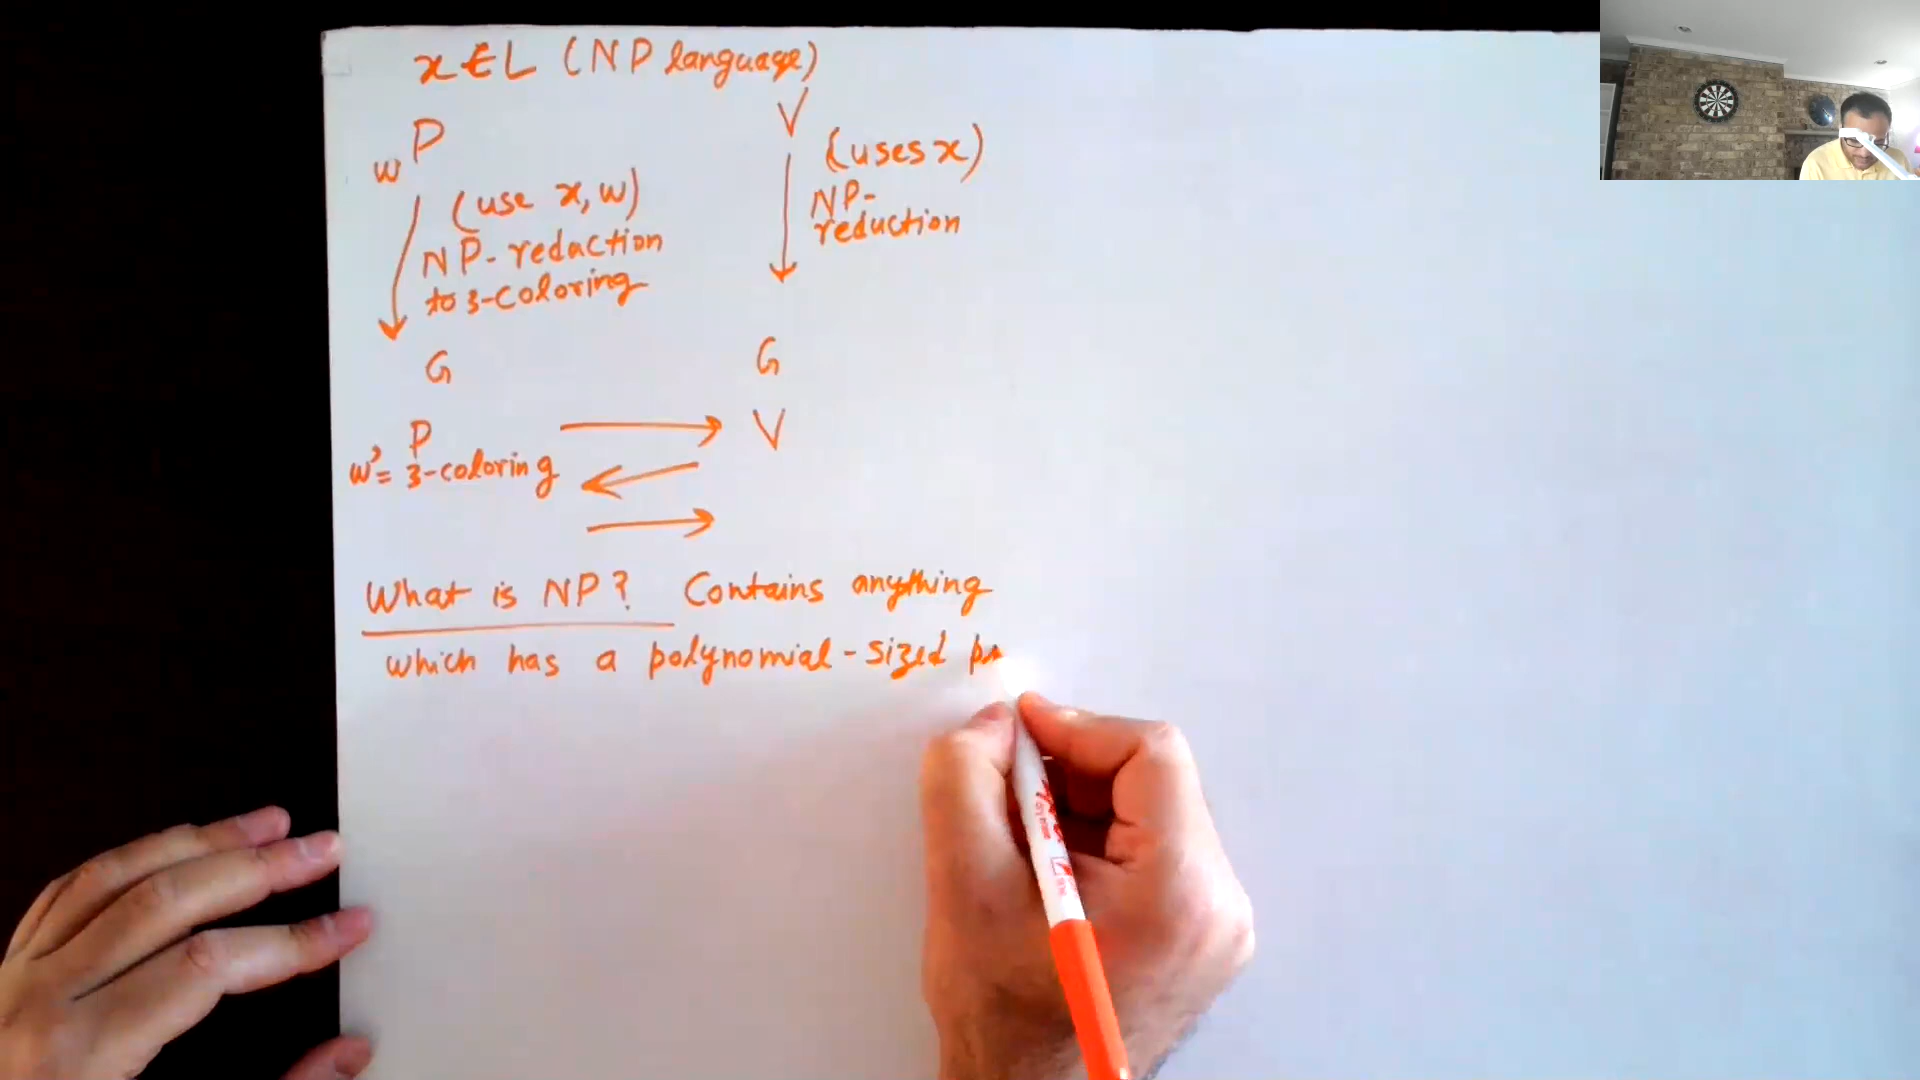 x ∈ L (NP language)
P
V
w
(uses x)
(use x, w)
NP-
reduction
NP-redaction
to 3-coloring
G
G
P
V
w' = 3-coloring
What is NP? Contains anything
which has a polynomial-sized